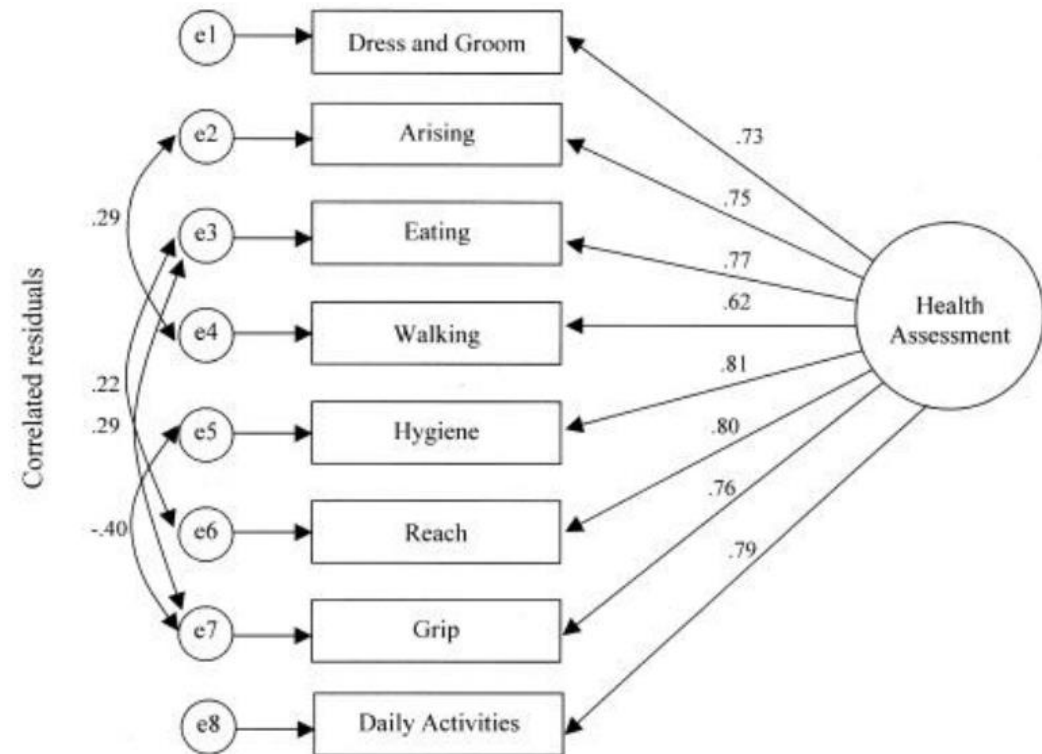 e1
Dress and Groom
.73
e2
Arising
.75
.29
e3
Eating
.77
Health
Assessment
.62
e4
Walking
Correlated residuals
.22
.81
.29
e5
Hygiene
.80
.76
-.40
e6
Reach
.79
e7
Grip
e8
Daily Activities